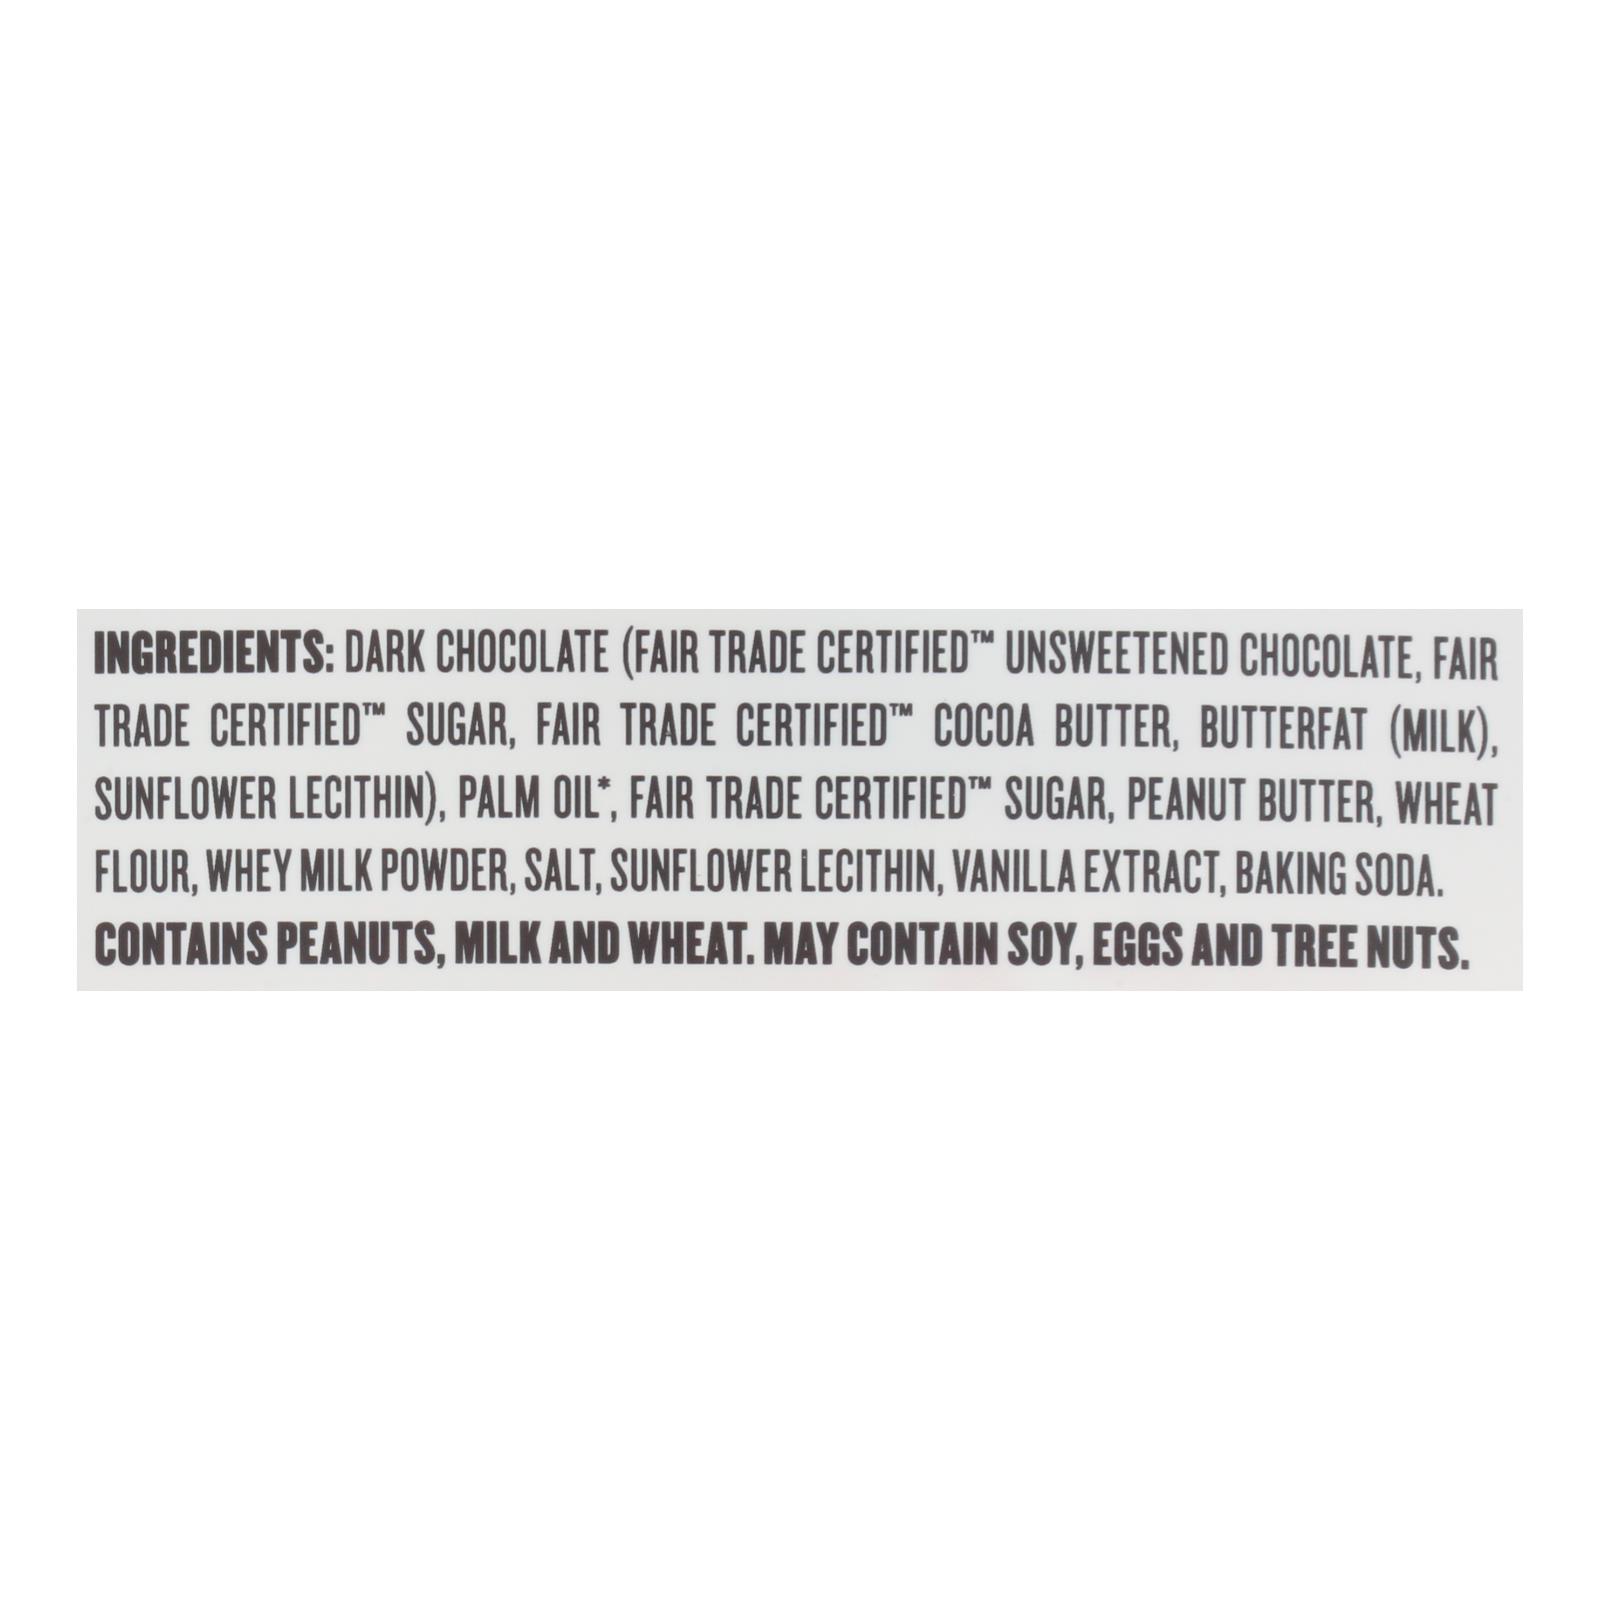 INGREDIENTS: DARK CHOCOLATE (FAIR TRADE CERTIFIED™ UNSWEETENED CHOCOLATE, FAIR
TRADE CERTIFIED™ SUGAR, FAIR TRADE CERTIFIED™ COCOA BUTTER, BUTTERFAT (MILK),
SUNFLOWER LECITHIN), PALM OIL*, FAIR TRADE CERTIFIED™ SUGAR, PEANUT BUTTER, WHEAT
FLOUR, WHEY MILK POWDER, SALT, SUNFLOWER LECITHIN, VANILLA EXTRACT, BAKING SODA.
CONTAINS PEANUTS, MILK AND WHEAT. MAY CONTAIN SOY, EGGS AND TREE NUTS.